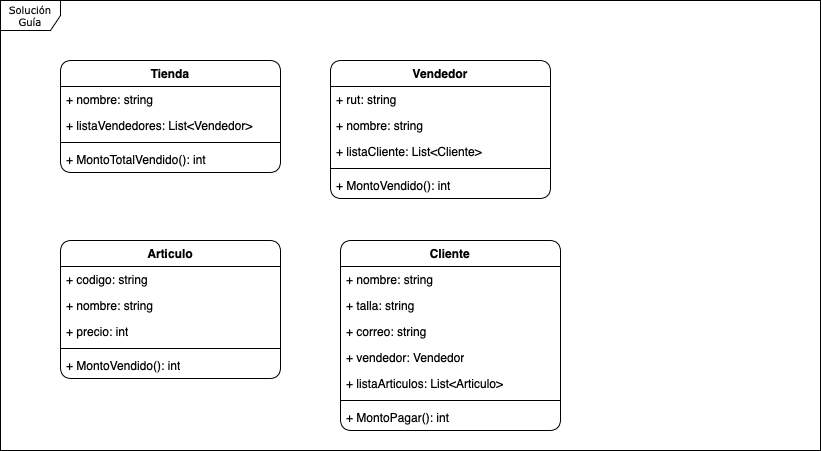 Solución
Guía
Tienda
+ nombre: string
+ listaVendedores: List<Vendedor>
+ MontoTotalVendido(): int
Vendedor
+ rut: string
+ nombre: string
+ listaCliente: List<Cliente>
+ MontoVendido(): int
Articulo
+ codigo: string
+ nombre: string
+ precio: int
+ MontoVendido(): int
Cliente
+ nombre: string
+ talla: string
+ correo: string
+ vendedor: Vendedor
+ listaArticulos: List<Articulo>
+ MontoPagar(): int